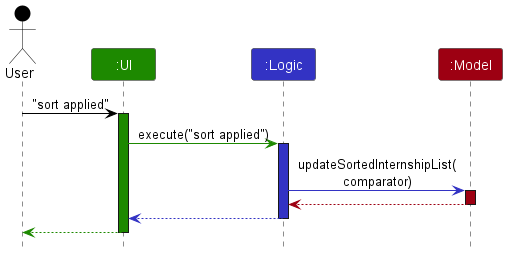 User
:UI
:Logic
:Model
"sort applied"
execute("sort applied")
updateSortedInternshipList(
comparator)